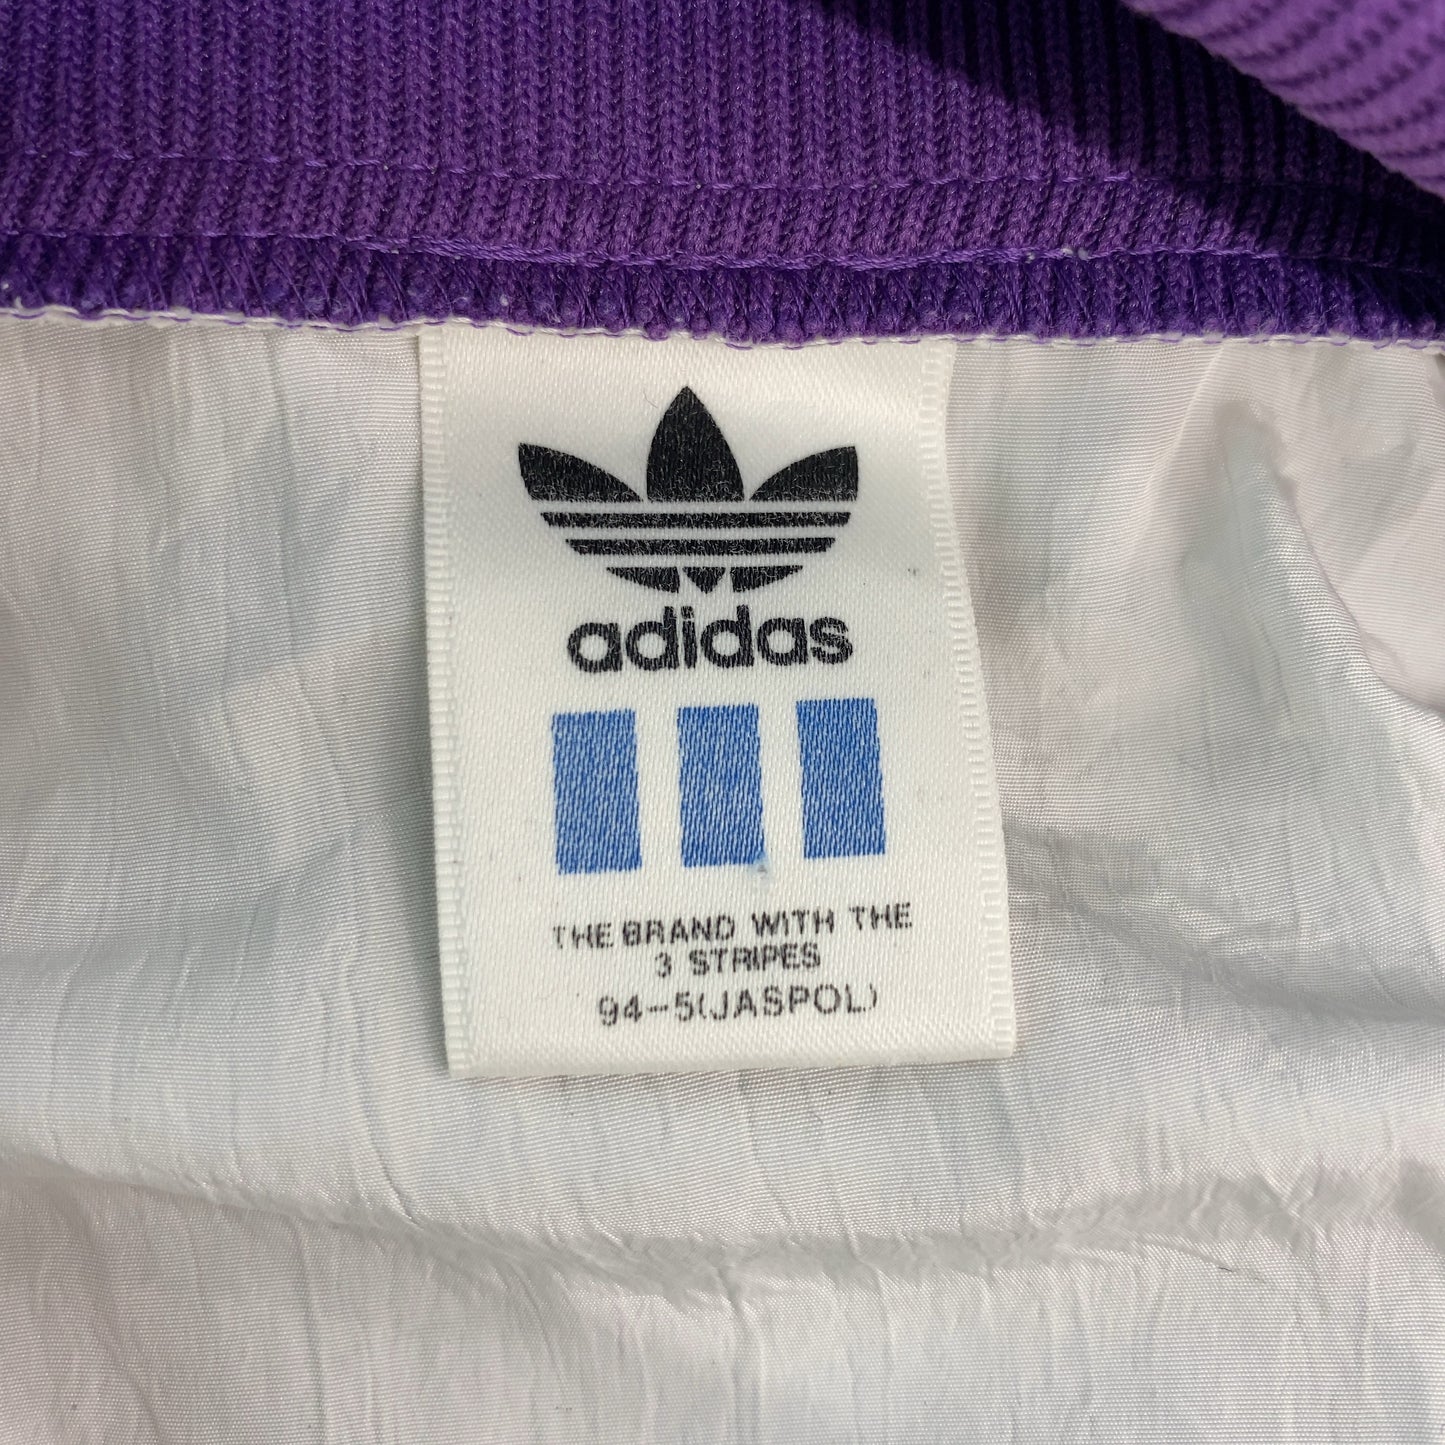 adidas
THE BRAND WITH THE
3 STRIPES
94-5(JASPOL)